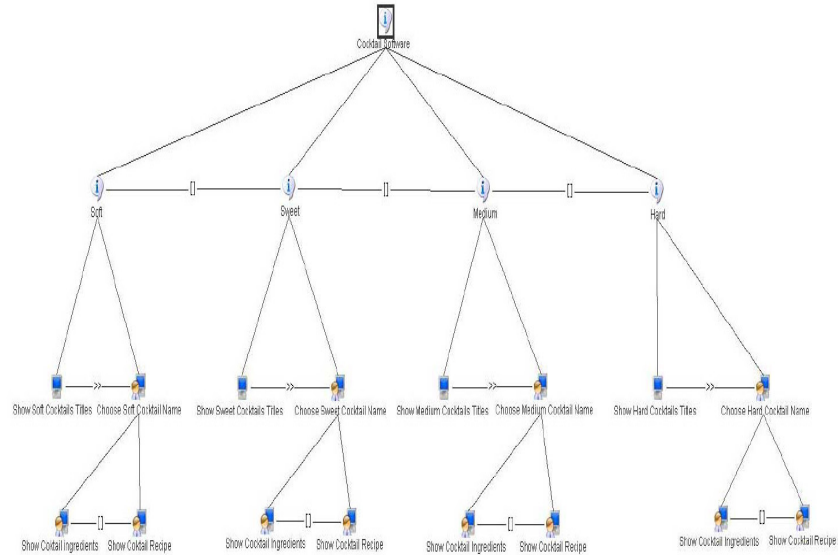 Cocktail Software
[]
[]
[]
Soft
Sweet
Medium
Hard
>>
>>
>>
>>
Show Soft Cocktails Titles
Choose Soft Cocktail Name
Show Sweet Cocktails Titles
Choose Sweet Cocktail Name
Show Medium Cocktails Titles
Choose Medium Cocktail Name
Show Hard Cocktails Titles
Choose Hard Cocktail Name
[]
[]
[]
[]
Show Cocktail Ingredients
Show Cocktail Recipe
Show Cocktail Ingredients
Show Cocktail Recipe
Show Cocktail Ingredients
Show Cocktail Recipe
Show Cocktail Ingredients
Show Cocktail Recipe